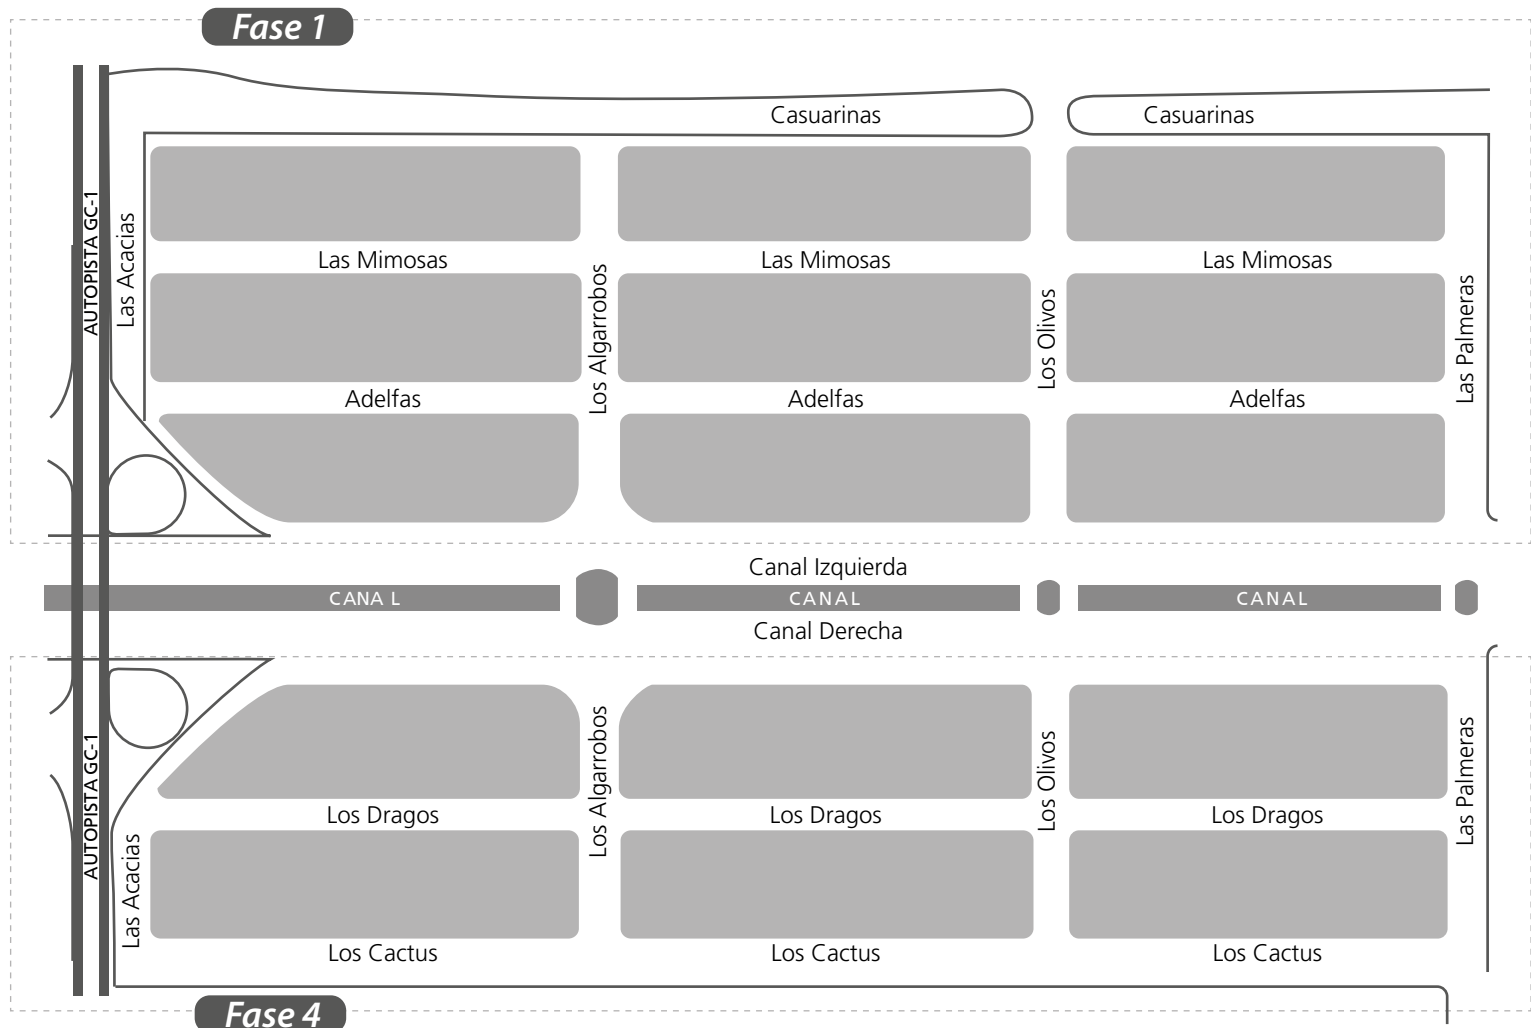 Fase 1
Casuarinas
Casuarinas
AUTOPISTA GC-1
Las Acacias
Las Mimosas
Las Mimosas
Las Mimosas
Los Algarrobos
Los Olivos
Las Palmeras
Adelfas
Adelfas
Adelfas
Canal Izquierda
CANA L
CANAL
CANAL
Canal Derecha
AUTOPISTA GC-1
Las Acacias
Los Algarrobos
Los Olivos
Las Palmeras
Los Dragos
Los Dragos
Los Dragos
Los Cactus
Los Cactus
Los Cactus
Fase 4